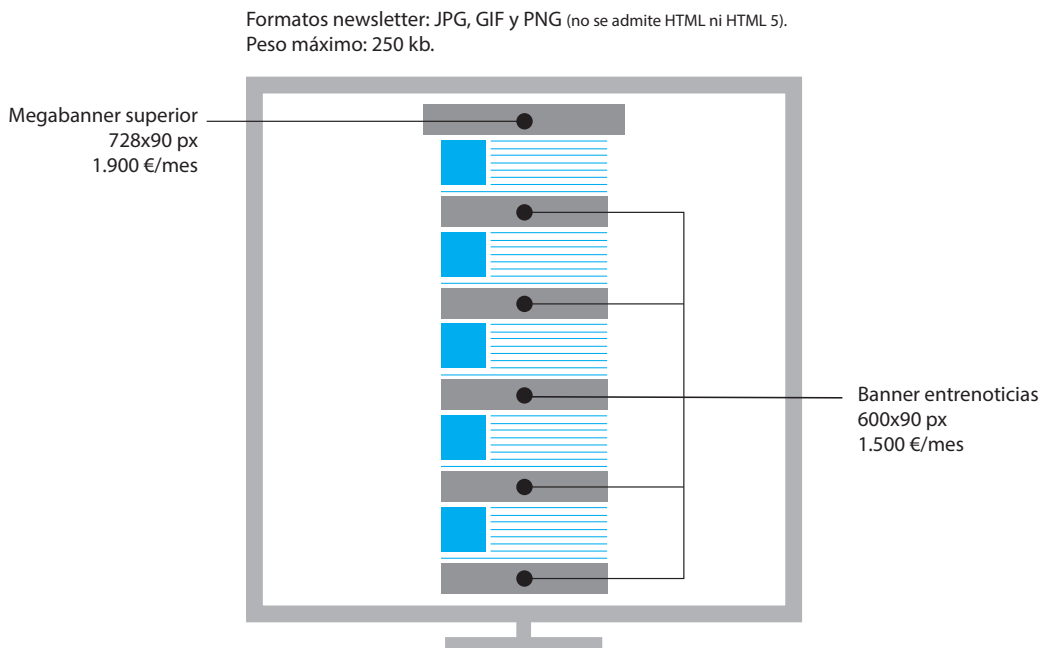 Formatos newsletter: JPG, GIF y PNG (no se admite HTML ni HTML 5).
Peso máximo: 250 kb.
Megabanner superior
728x90 px
1.900 €/mes
Banner entrenoticias
600x90 px
1.500 €/mes